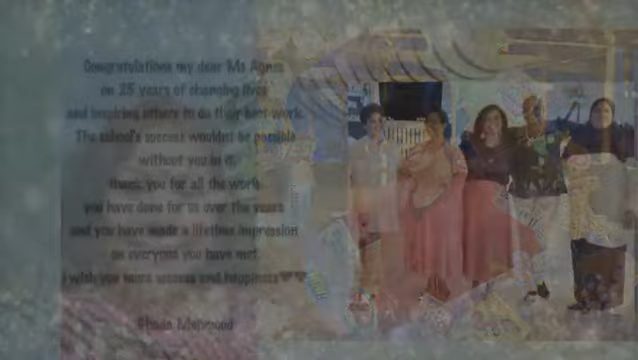 Congratulations my dear Ms Agnes
on 25 years of changing lives
and inspiring others to do their best work.
The school's success wouldnt be possible
without you in it.
thank you for all the work
you have done for us over the years
and you have made a lifetime impression
on everyone you have met.
I wish you more success and happiness
Mahmoud